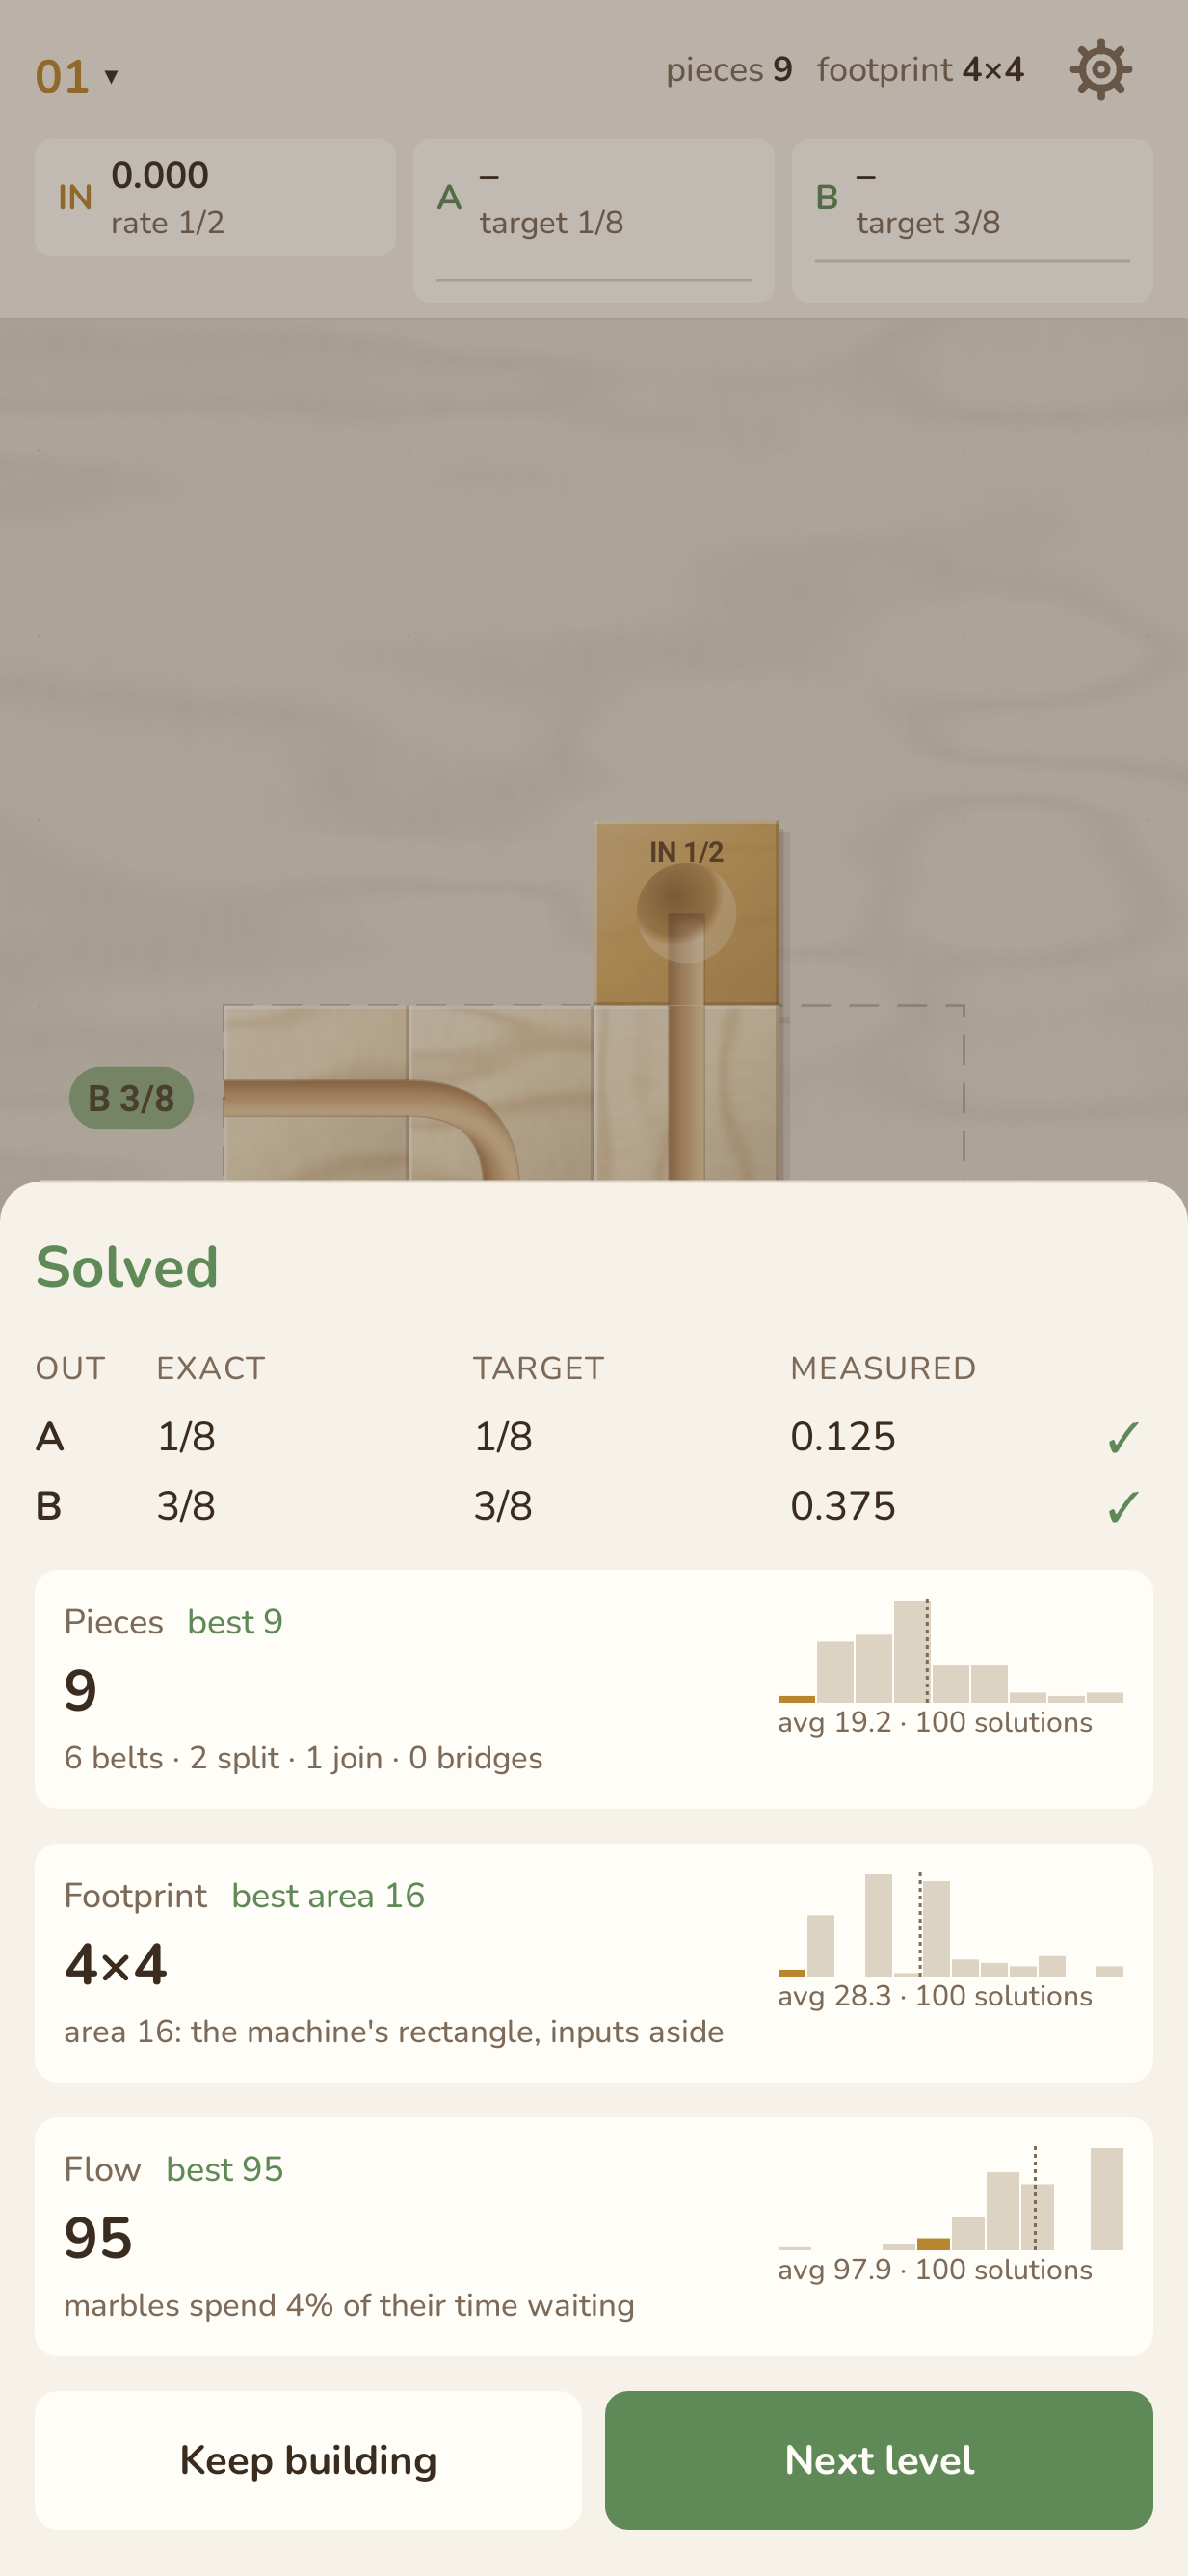 01 ▾ pieces 9 footprint 4×4
IN 0.000 rate 1/2
A – target 1/8
B – target 3/8
IN 1/2
B 3/8
Solved
OUT EXACT TARGET MEASURED
A 1/8 1/8 0.125 ✓
B 3/8 3/8 0.375 ✓
Pieces best 9
9
6 belts · 2 split · 1 join · 0 bridges
avg 19.2 · 100 solutions
Footprint best area 16
4×4
area 16: the machine's rectangle, inputs aside
avg 28.3 · 100 solutions
Flow best 95
95
marbles spend 4% of their time waiting
avg 97.9 · 100 solutions
Keep building
Next level